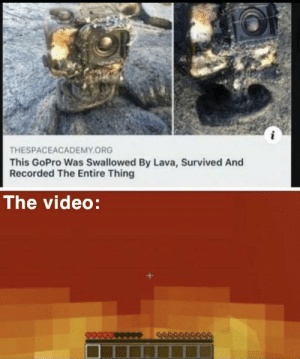 THESPACEACADEMY.ORG
This GoPro Was Swallowed By Lava, Survived And
Recorded The Entire Thing
i
The video: